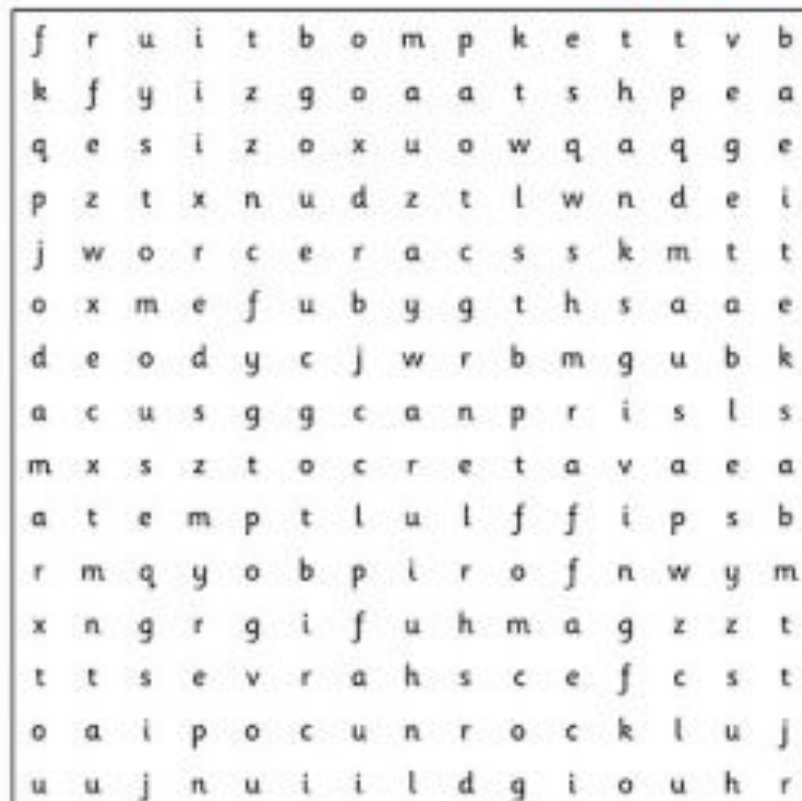 f r u i t b o m p k e t t v b
k f y i z g o a a t s h p e a
q e s i z o x u o w q a q g e
p z t x n u d z t l w n d e i
j w o r c e r a c s s k m t t
o x m e f u b y g t h s a a e
d e o d y c j w r b m g u b k
a c u s g g c a n p r i s l s
m x s z t o c r e t a v a e a
a t e m p t l u l f f i p s b
r m q y o b p i r o f n w y m
x n g r g i f u h m a g z z t
t t s e v r a h s c e f c s t
o a i p o c u n r o c k l u j
u u j n u i i l d g i o u h r